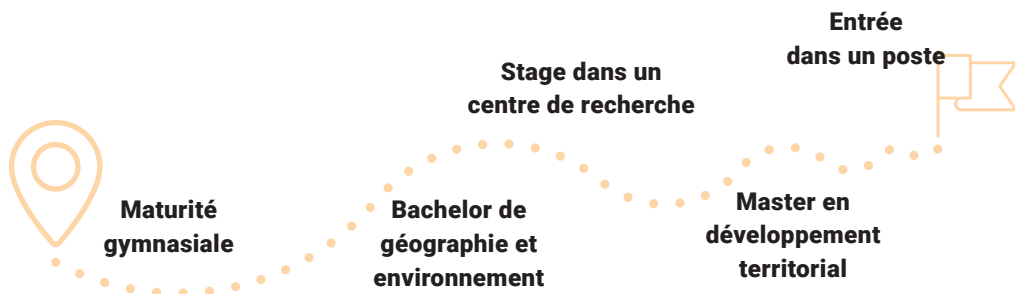 Maturité
gymnasiale
Bachelor de
géographie et
environnement
Stage dans un
centre de recherche
Master en
développement
territorial
Entrée
dans un poste